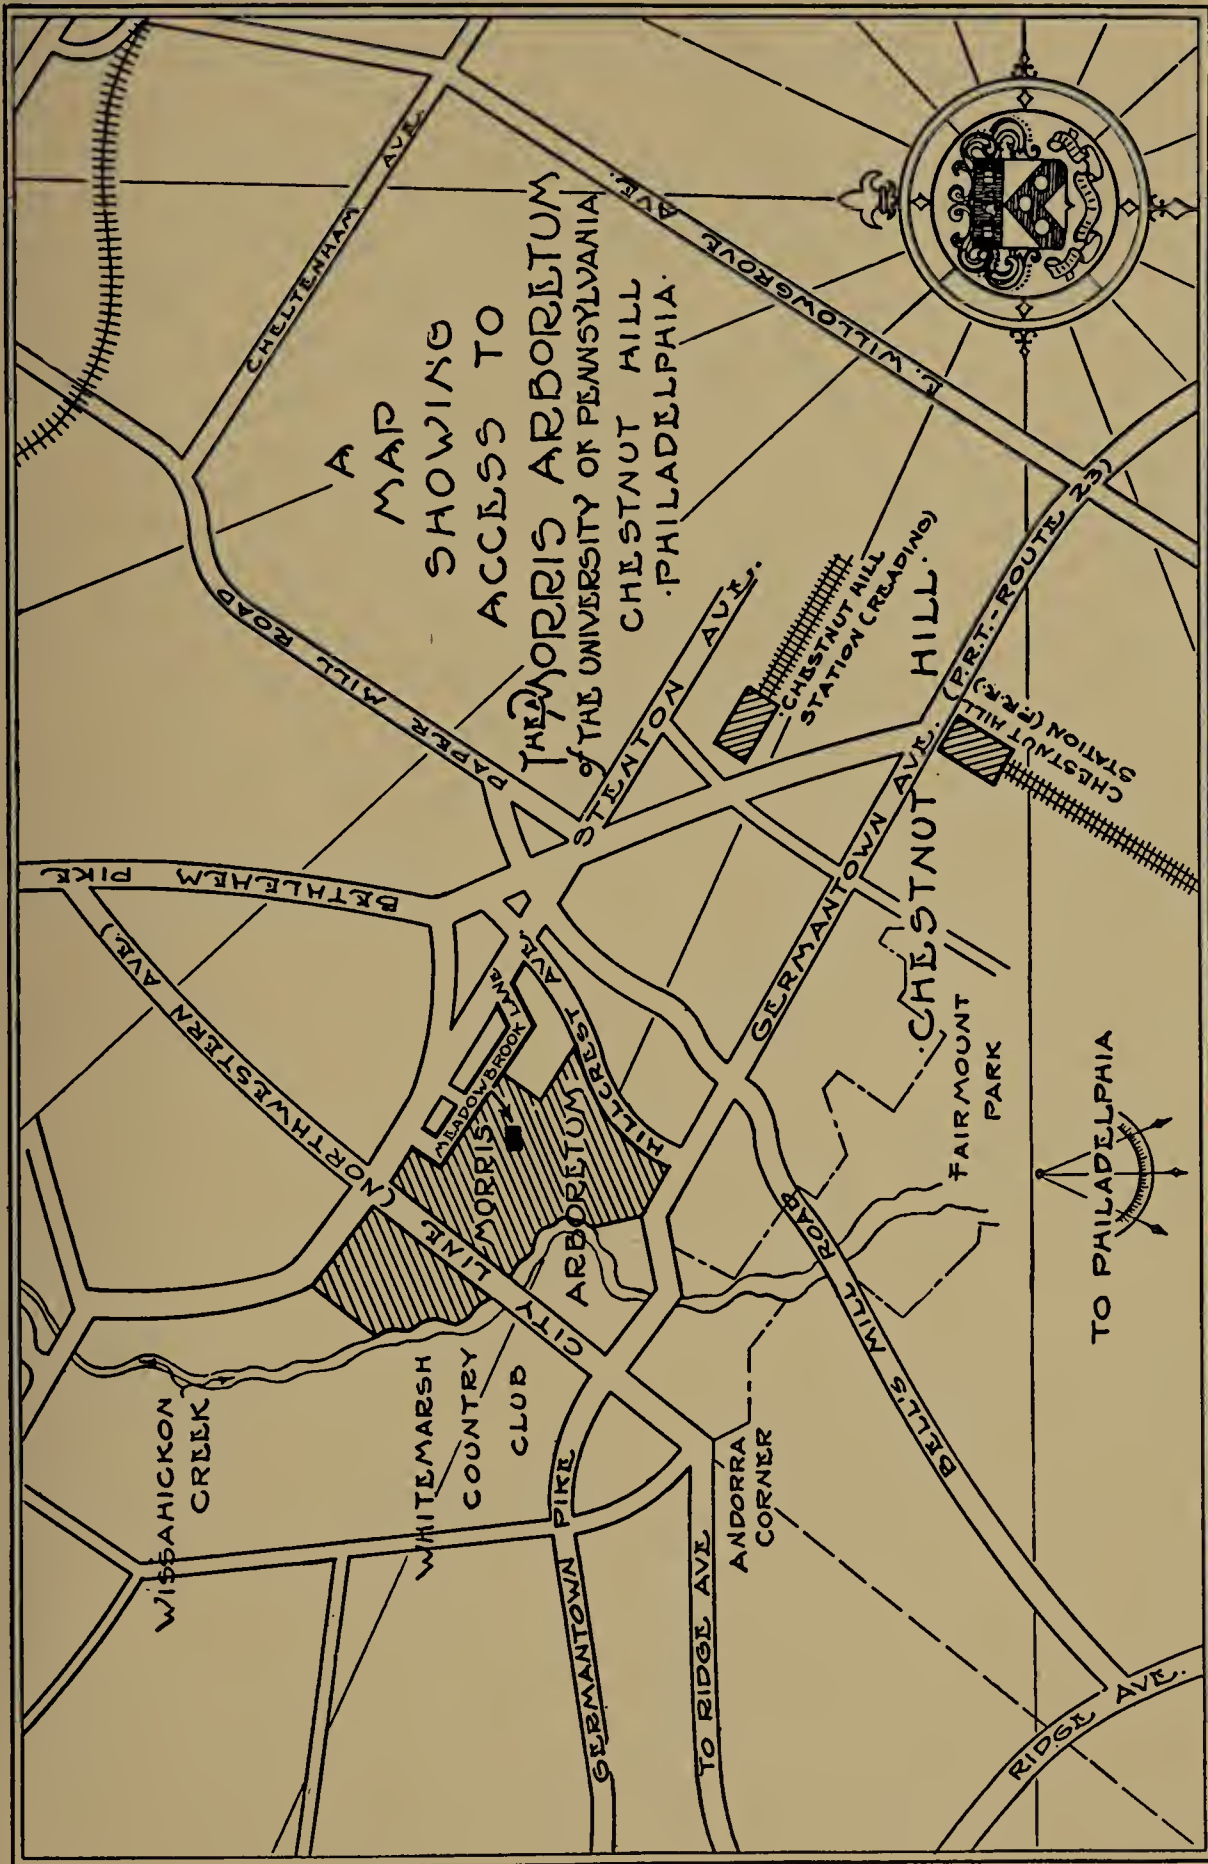 A
MAP
SHOWING
ACCESS TO
THE MORRIS ARBORETUM
of THE UNIVERSITY OF PENNSYLVANIA
CHESTNUT HILL
.PHILADELPHIA.
WISSAHICKON
CREEK
WHITEMARSH
COUNTRY
CLUB
GERMANTOWN PIKE
TO RIDGE AVE
ANDORRA
CORNER
RIDGE AVE.
BELL'S MILL ROAD
CITY LINE
(NORTHWESTERN AVE.)
BETHLEHEM PIKE
MORRIS
ARBORETUM
MEADOWBROOK LANE
HILLCREST AVE.
PAPER MILL ROAD
CHELTENHAM AVE.
STENTON AVE.
E. WILLOWGROVE AVE.
GERMANTOWN AVE. (P.R.T.-ROUTE 23)
.CHESTNUT HILL.
CHESTNUT HILL
STATION (READING)
CHESTNUT HILL
STATION (P.R.R.)
FAIRMOUNT
PARK
TO PHILADELPHIA